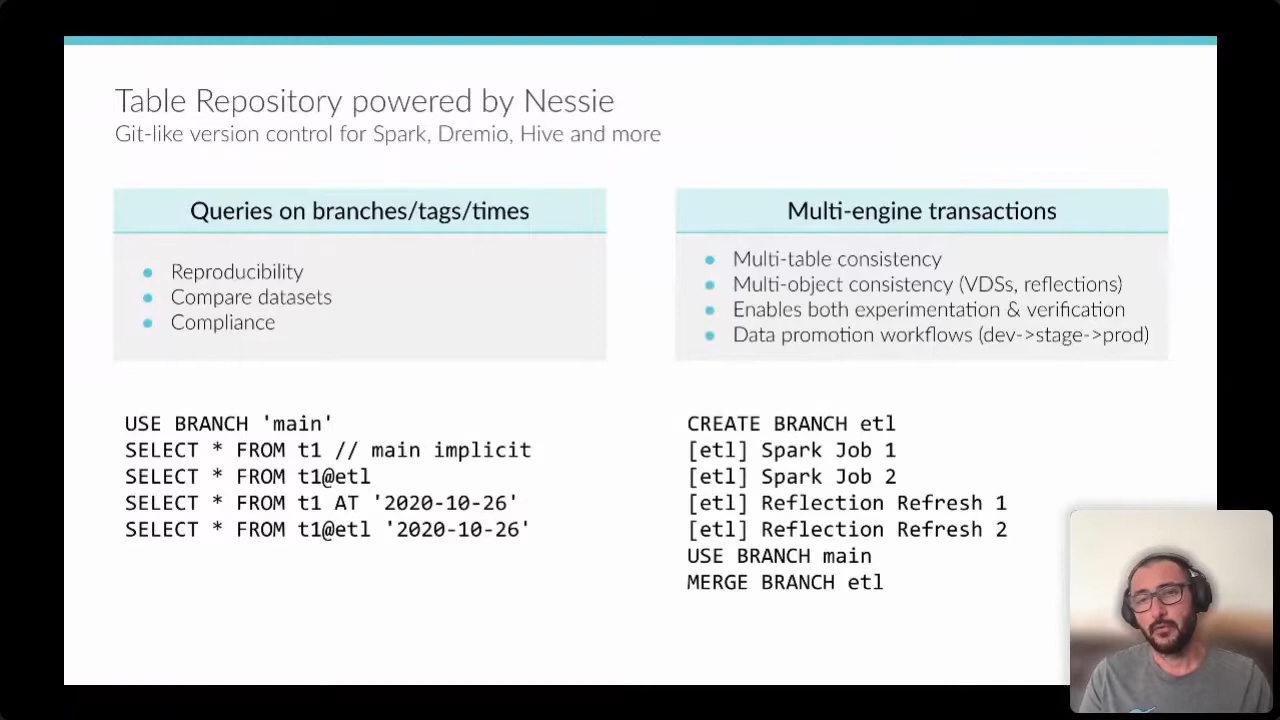 Table Repository powered by Nessie
Git-like version control for Spark, Dremio, Hive and more
Queries on branches/tags/times
● Reproducibility
● Compare datasets
● Compliance
USE BRANCH 'main'
SELECT * FROM t1 // main implicit
SELECT * FROM t1@etl
SELECT * FROM t1 AT '2020-10-26'
SELECT * FROM t1@etl '2020-10-26'
Multi-engine transactions
● Multi-table consistency
● Multi-object consistency (VDSs, reflections)
● Enables both experimentation & verification
● Data promotion workflows (dev->stage->prod)
CREATE BRANCH etl
[etl] Spark Job 1
[etl] Spark Job 2
[etl] Reflection Refresh 1
[etl] Reflection Refresh 2
USE BRANCH main
MERGE BRANCH etl